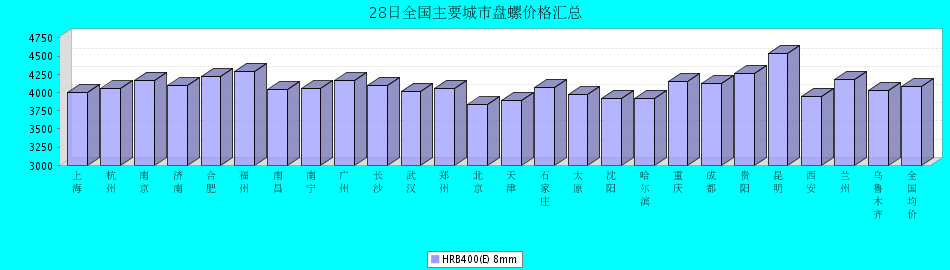 28日全国主要城市盘螺价格汇总
4750
4500
4250
4000
3750
3500
3250
3000
上海
杭州
南京
济南
合肥
福州
南昌
南宁
广州
长沙
武汉
郑州
北京
天津
石家庄
太原
沈阳
哈尔滨
重庆
成都
贵阳
昆明
西安
兰州
乌鲁木齐
全国均价
HRB400(E) 8mm